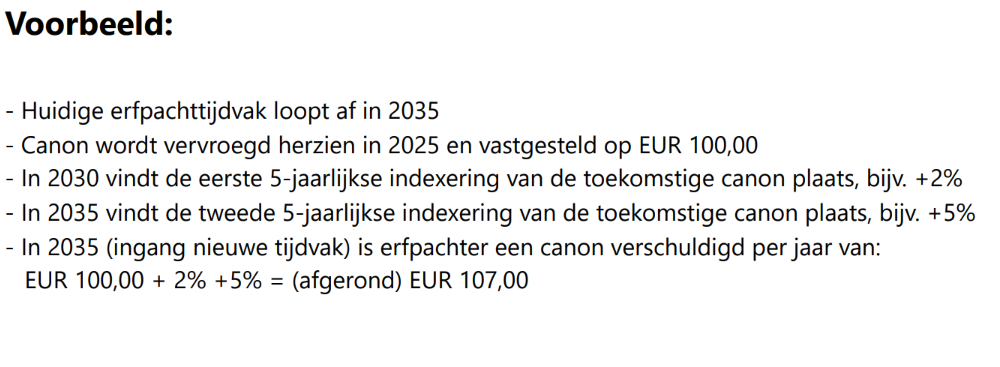 Voorbeeld:
- Huidige erfpachttijdvak loopt af in 2035
- Canon wordt vervroegd herzien in 2025 en vastgesteld op EUR 100,00
- In 2030 vindt de eerste 5-jaarlijkse indexering van de toekomstige canon plaats, bijv. +2%
- In 2035 vindt de tweede 5-jaarlijkse indexering van de toekomstige canon plaats, bijv. +5%
- In 2035 (ingang nieuwe tijdvak) is erfpachter een canon verschuldigd per jaar van:
EUR 100,00 + 2% +5% = (afgerond) EUR 107,00